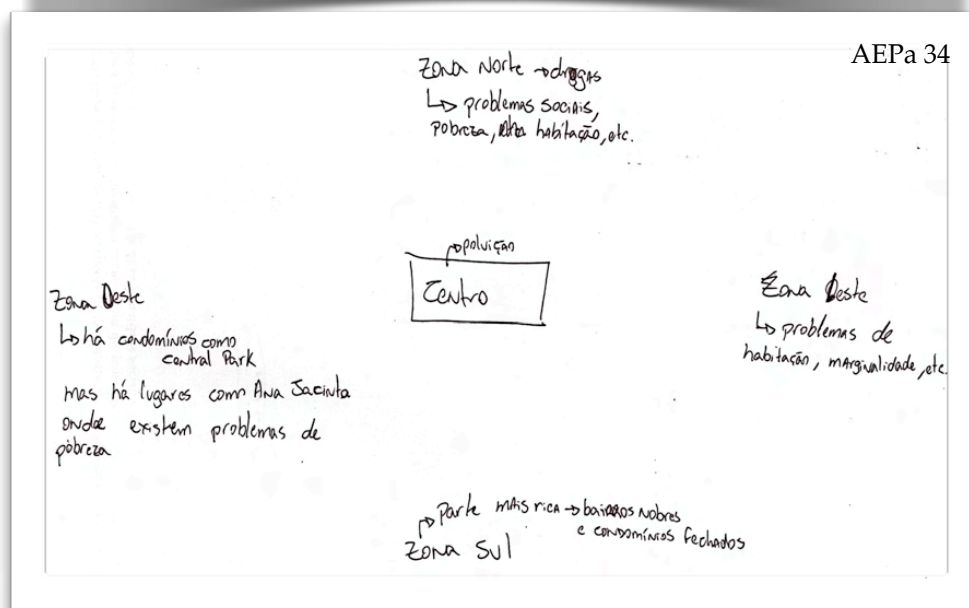 AEPa 34
Zona Norte → drogas
↳ problemas sociais,
pobreza, habitação, etc.
→ poluição
Centro
Zona Oeste
↳ há condomínios como
Central Park
mas há lugares como Ana Jacinta
onde existem problemas de
pobreza
Zona Leste
↳ problemas de
habitação, marginalidade, etc.
→ Parte mais rica → bairros nobres
e condomínios fechados
Zona Sul